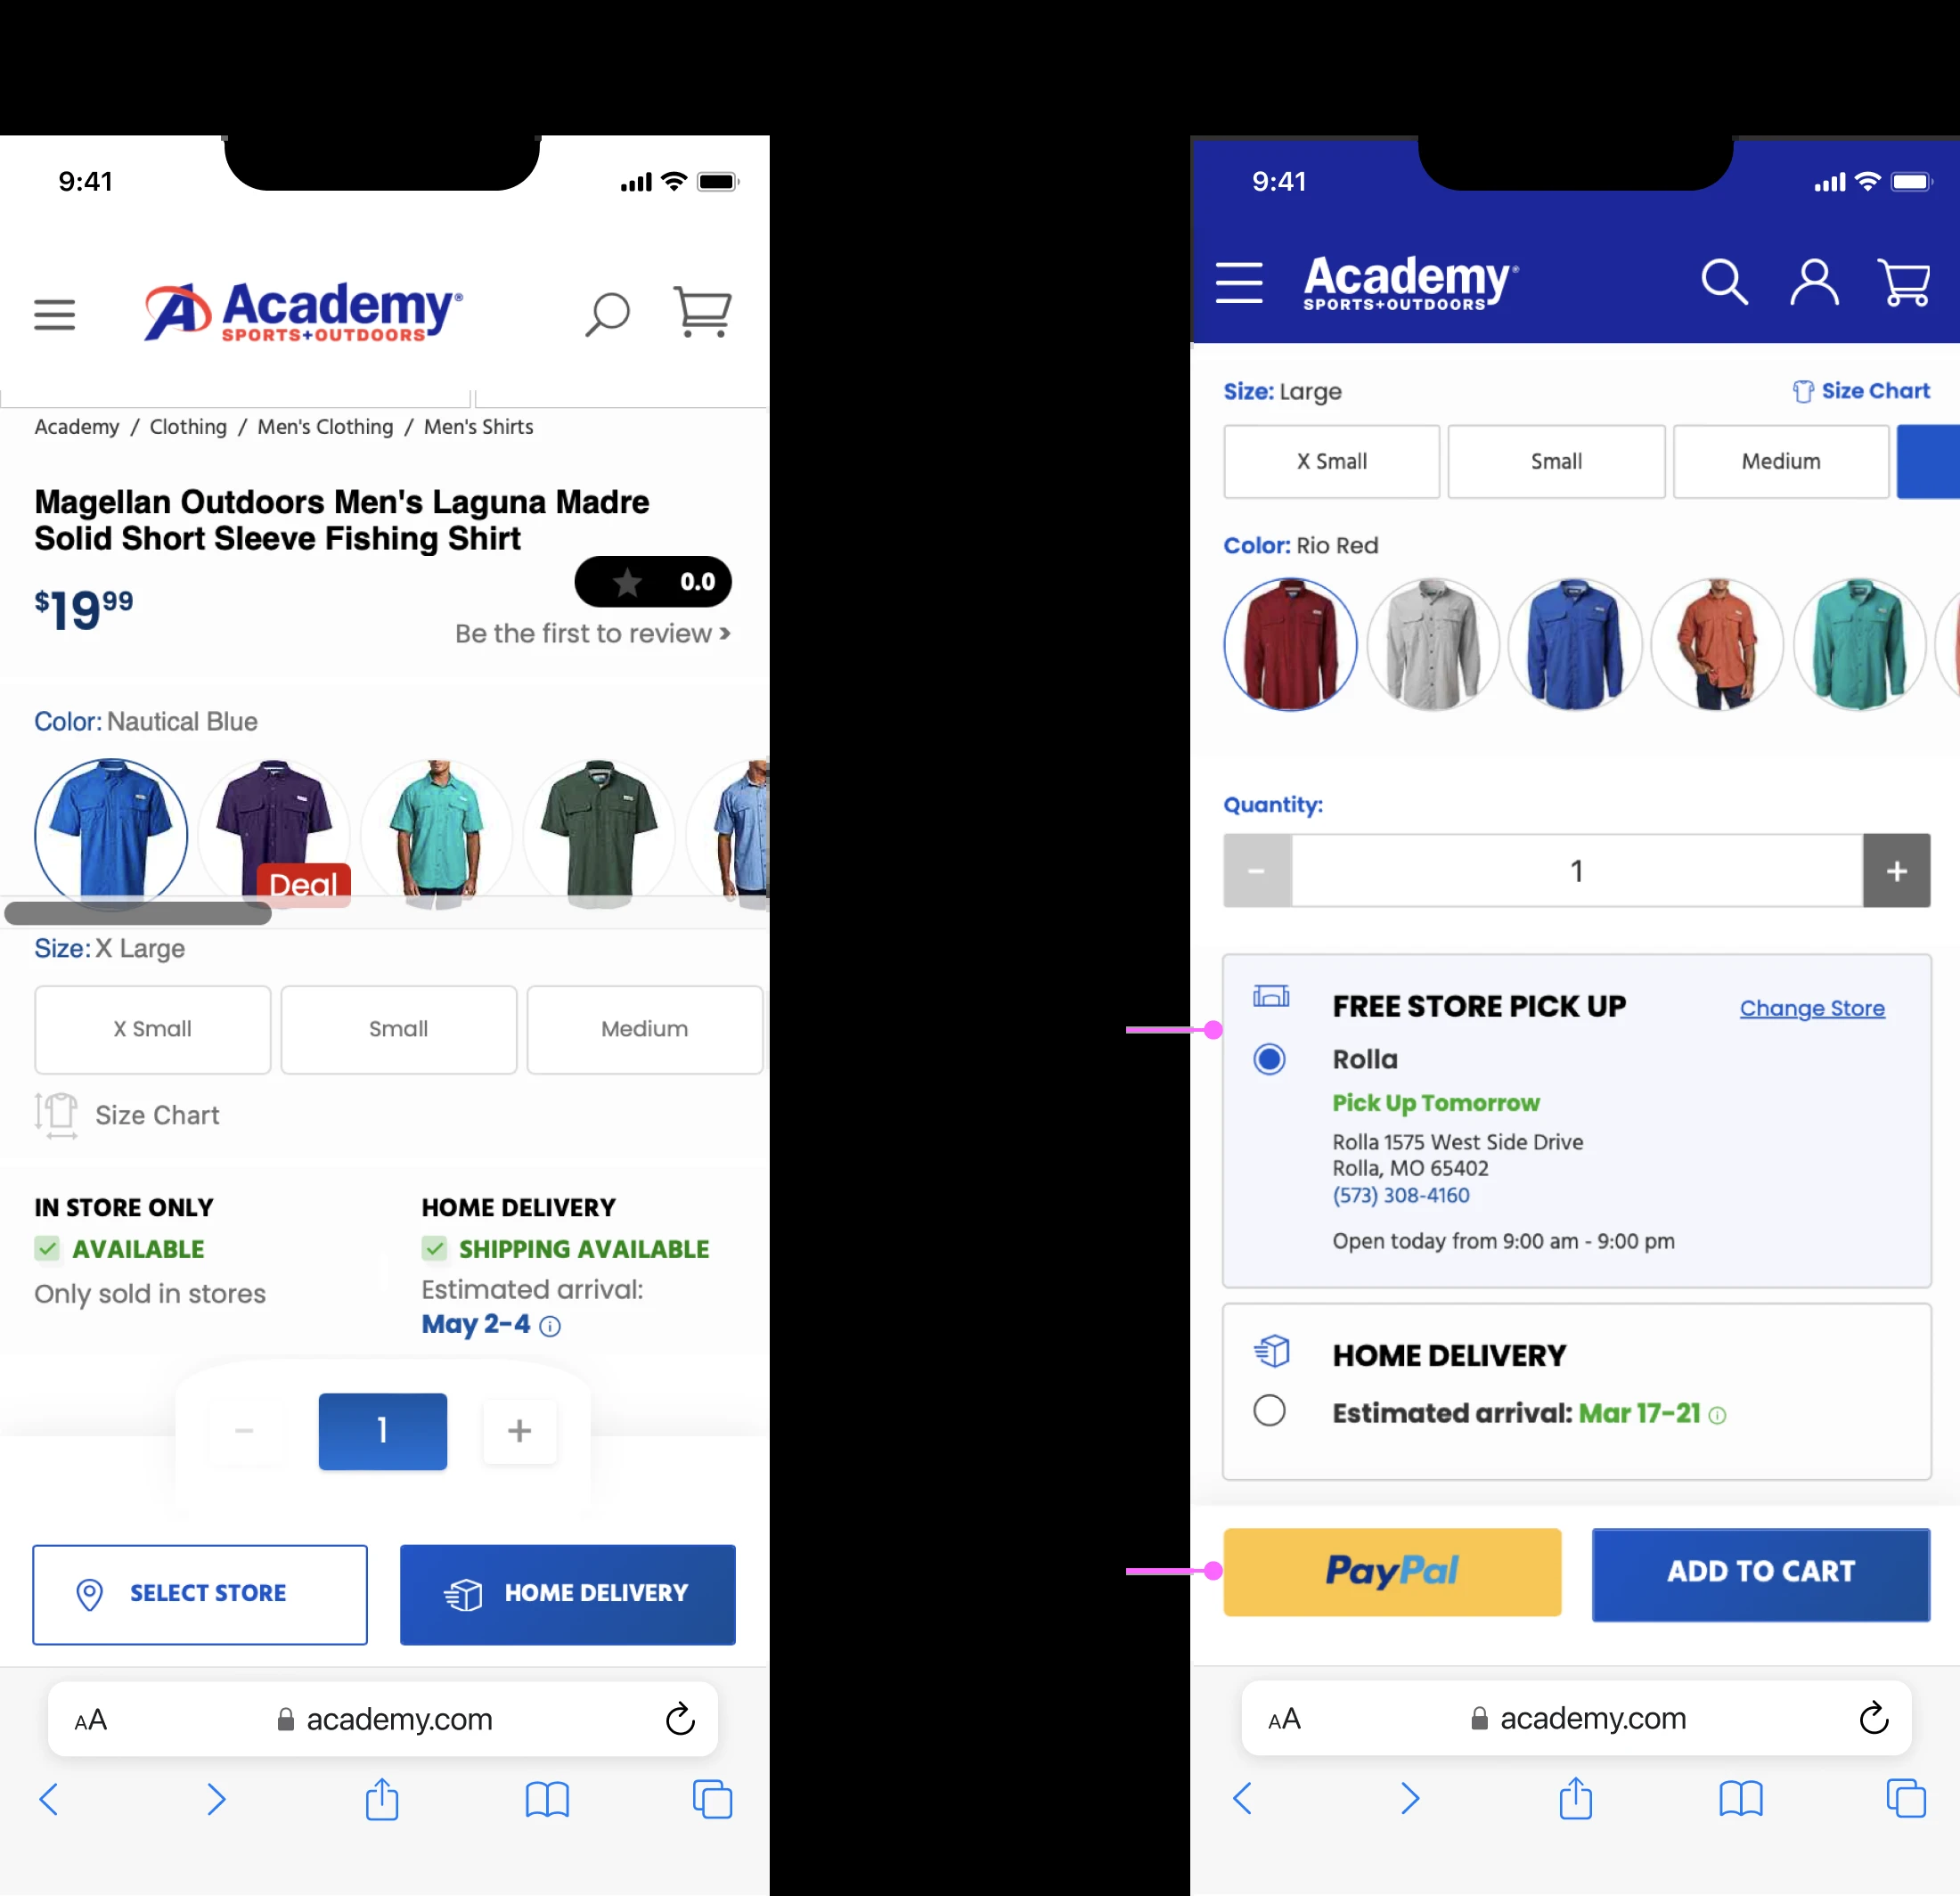 9:41
Academy®
SPORTS+OUTDOORS
Academy / Clothing / Men's Clothing / Men's Shirts
Magellan Outdoors Men's Laguna Madre
Solid Short Sleeve Fishing Shirt
$19 99
0.0
Be the first to review >
Color: Nautical Blue
Deal
Size: X Large
X Small
Small
Medium
Size Chart
IN STORE ONLY
AVAILABLE
Only sold in stores
HOME DELIVERY
SHIPPING AVAILABLE
Estimated arrival:
May 2-4
− 1 +
SELECT STORE
HOME DELIVERY
AA academy.com
9:41
Academy®
SPORTS+OUTDOORS
Size: Large
Size Chart
X Small
Small
Medium
Color: Rio Red
Quantity:
− 1 +
FREE STORE PICK UP
Change Store
Rolla
Pick Up Tomorrow
Rolla 1575 West Side Drive
Rolla, MO 65402
(573) 308-4160
Open today from 9:00 am - 9:00 pm
HOME DELIVERY
Estimated arrival: Mar 17-21
PayPal
ADD TO CART
AA academy.com